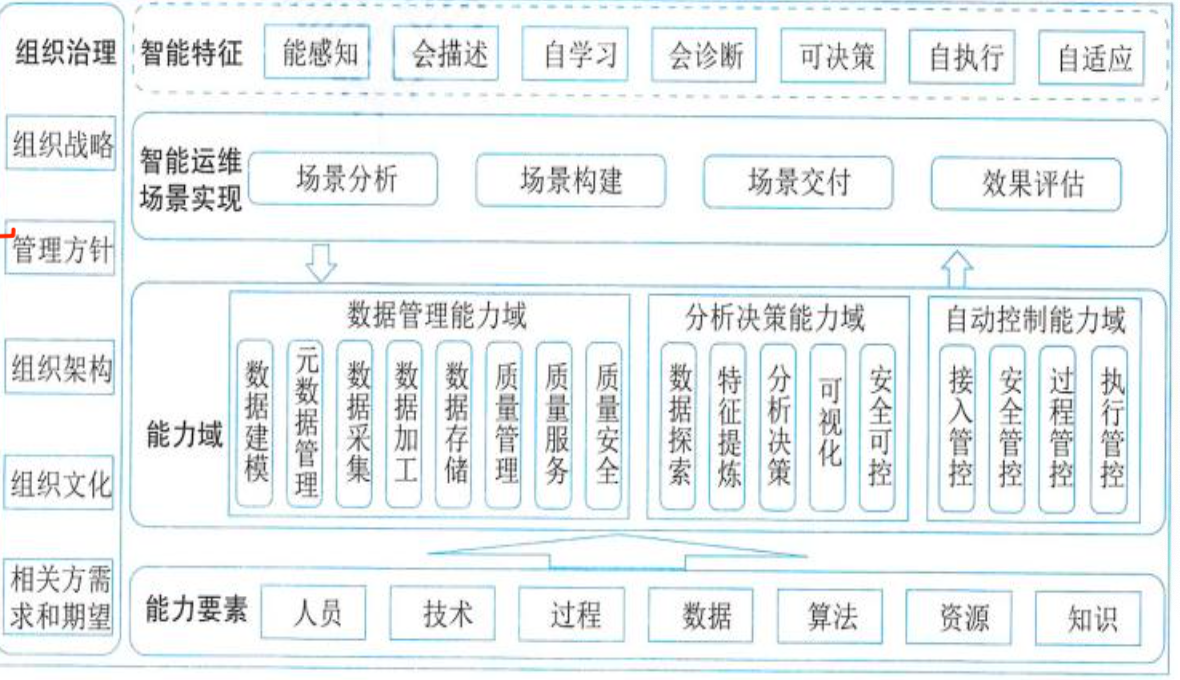 组织治理
组织战略
管理方针
组织架构
组织文化
相关方需
求和期望
智能特征
能感知
会描述
自学习
会诊断
可决策
自执行
自适应
智能运维
场景实现
场景分析
场景构建
场景交付
效果评估
能力域
数据管理能力域
数据建模
元数据管理
数据采集
数据加工
数据存储
质量管理
质量服务
质量安全
分析决策能力域
数据探索
特征提炼
分析决策
可视化
安全可控
自动控制能力域
接入管控
安全管控
过程管控
执行管控
能力要素
人员
技术
过程
数据
算法
资源
知识